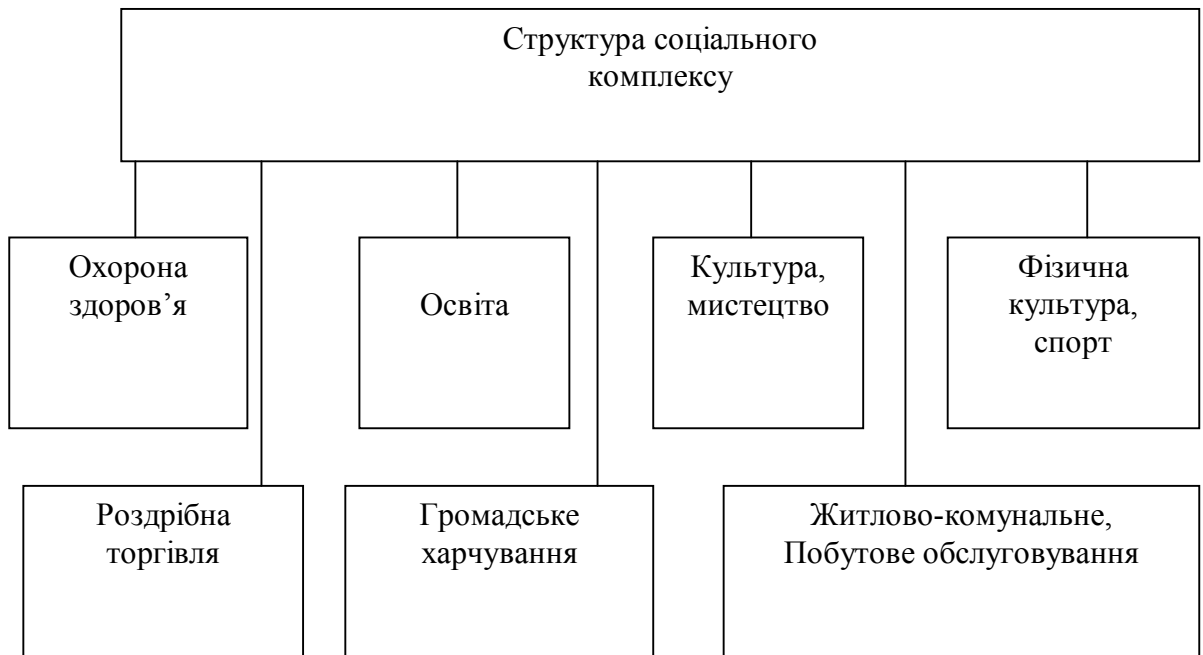 Структура соціального
комплексу
Охорона
здоров’я
Освіта
Культура,
мистецтво
Фізична
культура,
спорт
Роздрібна
торгівля
Громадське
харчування
Житлово-комунальне,
Побутове обслуговування